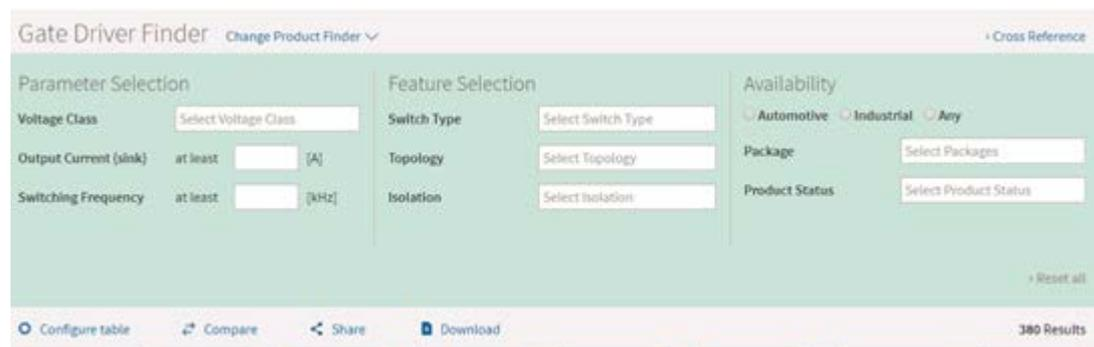 Gate Driver Finder Change Product Finder
› Cross Reference
Parameter Selection
Voltage Class Select Voltage Class
Output Current (sink) at least [A]
Switching Frequency at least [kHz]
Feature Selection
Switch Type Select Switch Type
Topology Select Topology
Isolation Select Isolation
Availability
Automotive Industrial Any
Package Select Packages
Product Status Select Product Status
› Reset all
Configure table Compare Share Download 380 Results